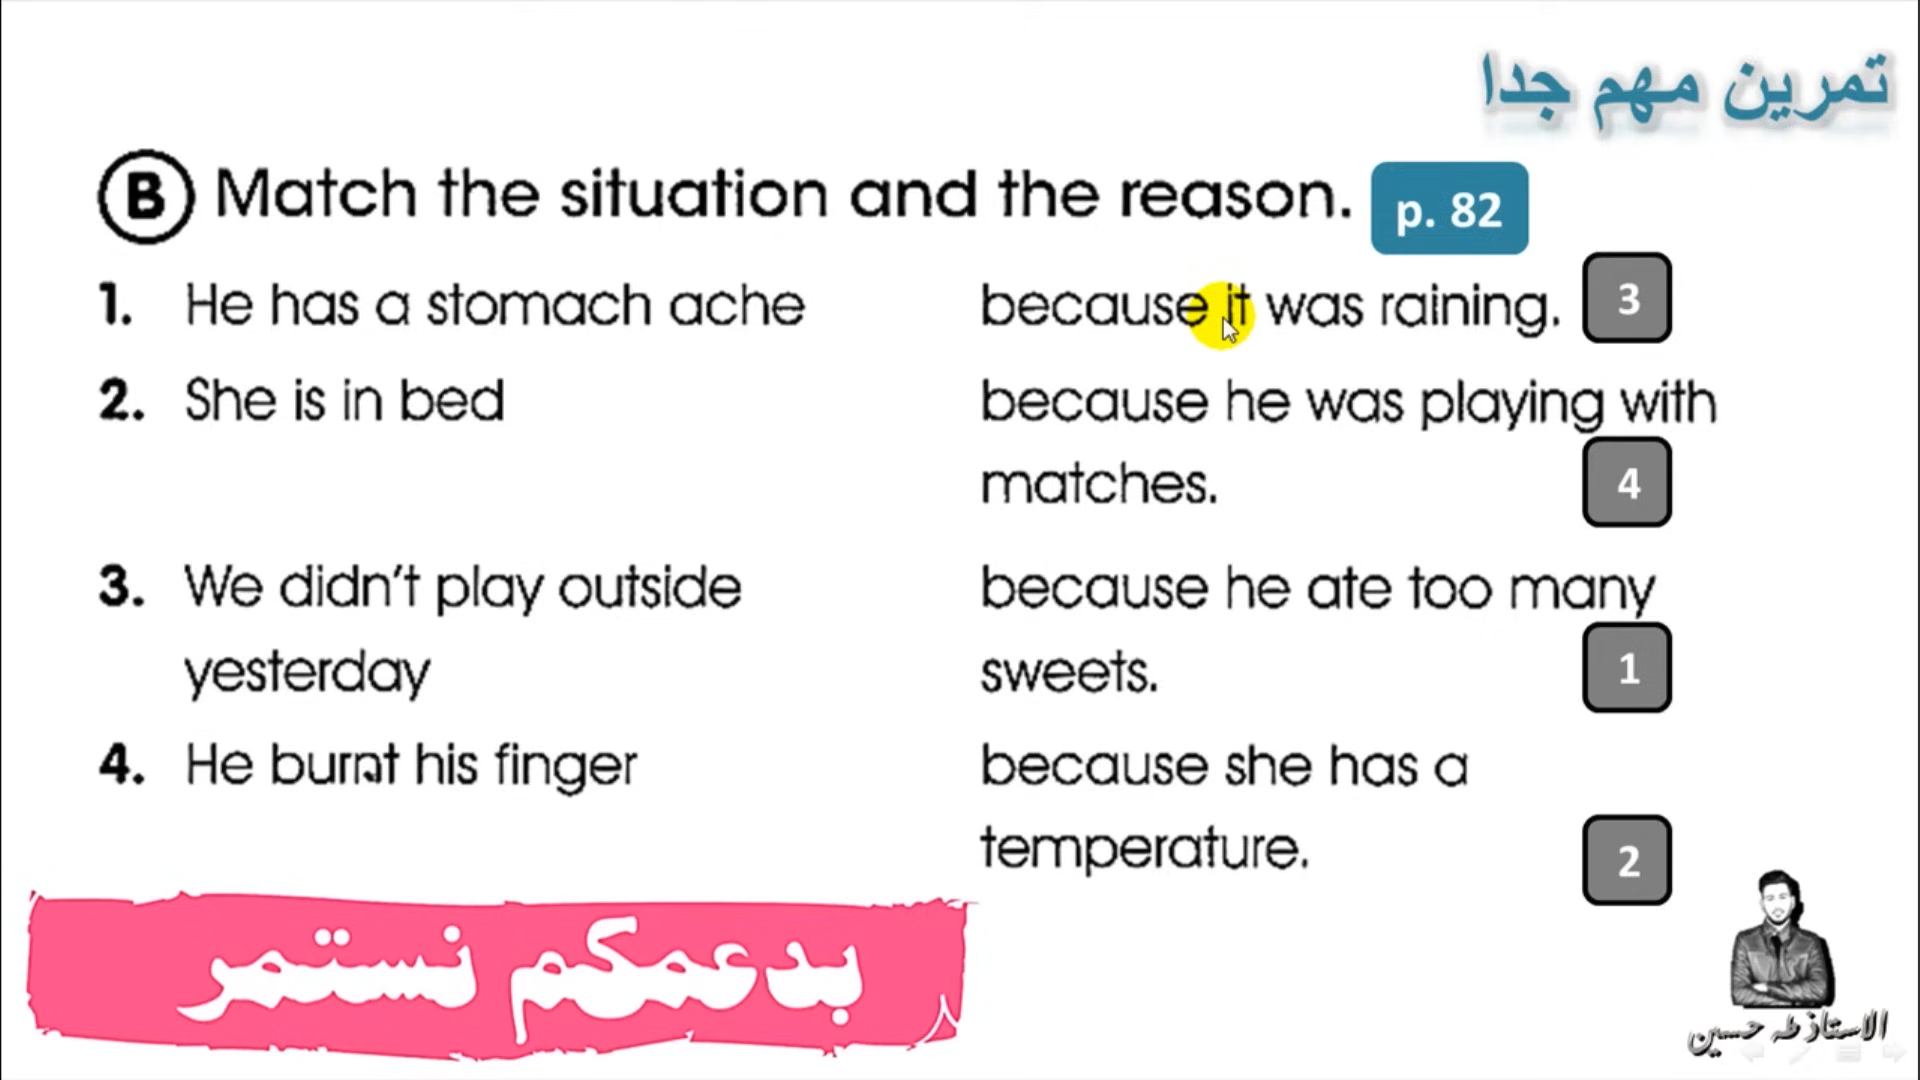 تمرين مهم جدا
B Match the situation and the reason. p. 82
1. He has a stomach ache because it was raining. 3
2. She is in bed because he was playing with
matches. 4
3. We didn't play outside because he ate too many
yesterday sweets. 1
4. He burnt his finger because she has a
temperature. 2
بدعمكم نستمر
الاستاذ طه حسين